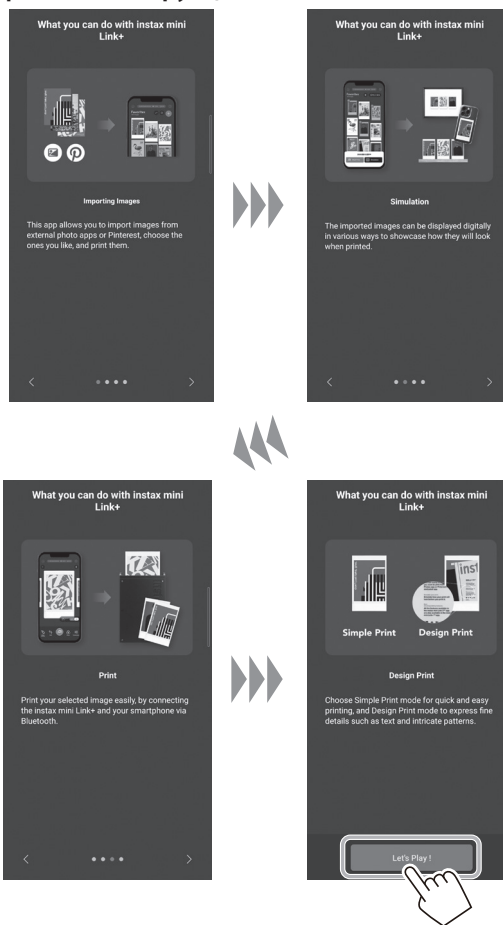 What you can do with instax mini
Link+
Importing Images
This app allows you to import images from
external photo apps or Pinterest, choose the
ones you like, and print them.
What you can do with instax mini
Link+
Simulation
The imported images can be displayed digitally
in various ways to showcase how they will look
when printed.
What you can do with instax mini
Link+
Print
Print your selected image easily, by connecting
the instax mini Link+ and your smartphone via
Bluetooth.
What you can do with instax mini
Link+
inst
Simple Print Design Print
Design Print
Choose Simple Print mode for quick and easy
printing, and Design Print mode to express fine
details such as text and intricate patterns.
Let's Play !